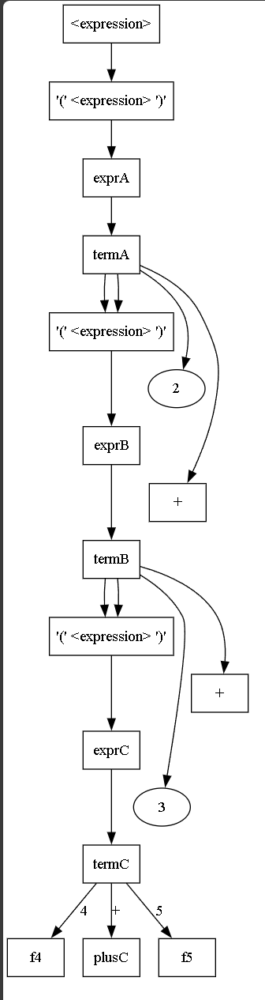 <expression>
'(' <expression> ')'
exprA
termA
'(' <expression> ')'
2
exprB
+
termB
'(' <expression> ')'
+
exprC
3
termC
4
+
5
f4
plusC
f5